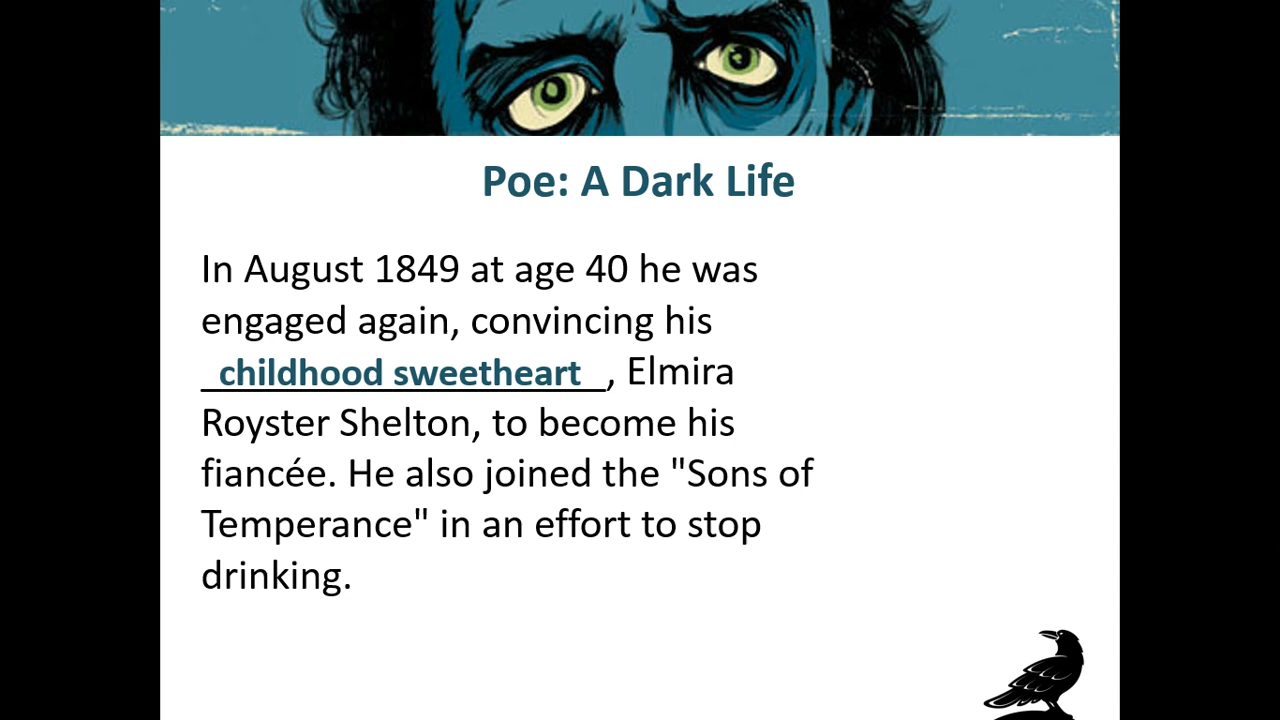 Poe: A Dark Life
In August 1849 at age 40 he was
engaged again, convincing his
childhood sweetheart, Elmira
Royster Shelton, to become his
fiancée. He also joined the "Sons of
Temperance" in an effort to stop
drinking.